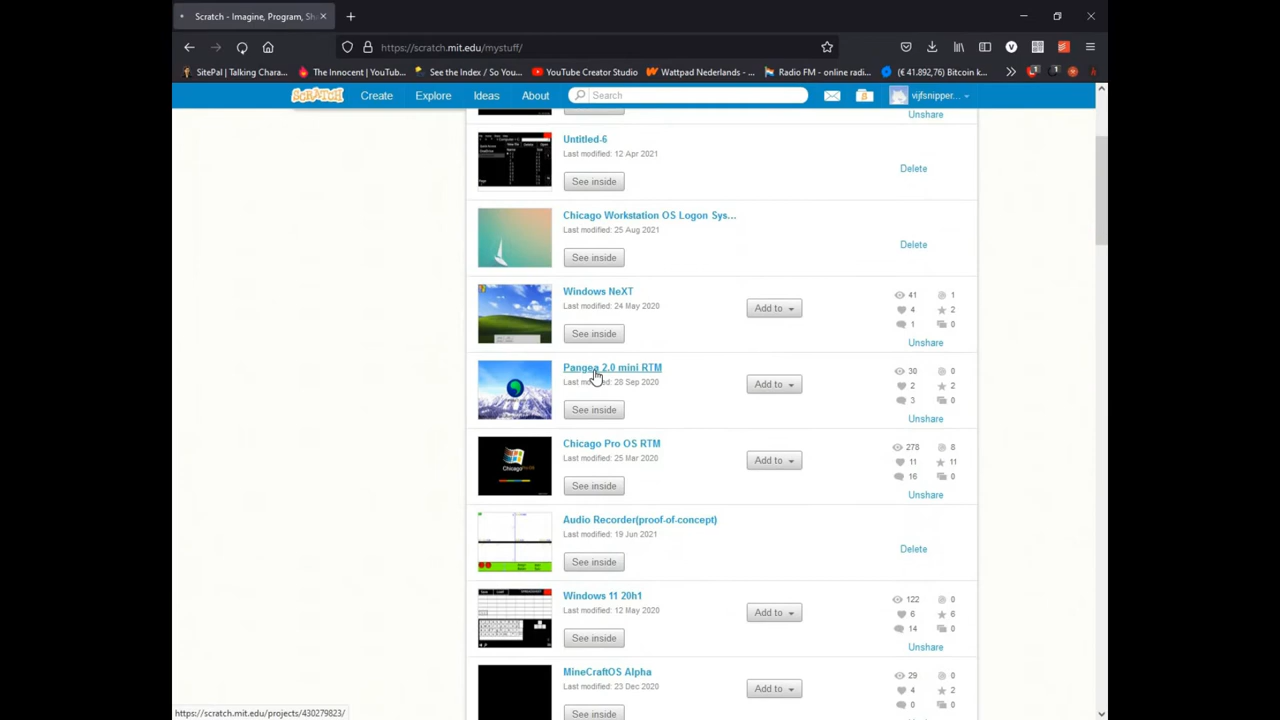 Scratch - Imagine, Program, Sh
https://scratch.mit.edu/mystuff/
SitePal | Talking Chara...
The Innocent | YouTub...
See the Index / So You...
YouTube Creator Studio
Wattpad Nederlands - ...
Radio FM - online radi...
(€ 41.892,76) Bitcoin k...
SCRATCH
Create
Explore
Ideas
About
Search
vijfsnipper...
Unshare
Untitled-6
Last modified: 12 Apr 2021
See inside
Delete
Chicago Workstation OS Logon Sys...
Last modified: 25 Aug 2021
See inside
Delete
Windows NeXT
Last modified: 24 May 2020
See inside
Add to
41 1
4 2
1 0
Unshare
Pangea 2.0 mini RTM
Last mo ed: 28 Sep 2020
See inside
Add to
30 0
2 2
3 0
Unshare
Chicago Pro OS RTM
Last modified: 25 Mar 2020
See inside
Add to
278 8
11 11
16 0
Unshare
Audio Recorder(proof-of-concept)
Last modified: 19 Jun 2021
See inside
Delete
Windows 11 20h1
Last modified: 12 May 2020
See inside
Add to
122 0
6 6
14 0
Unshare
MineCraftOS Alpha
Last modified: 23 Dec 2020
See inside
Add to
29 0
4 2
0 0
https://scratch.mit.edu/projects/430279823/